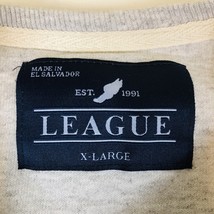 MADE IN
EL SALVADOR
EST. 1991
LEAGUE
X-LARGE